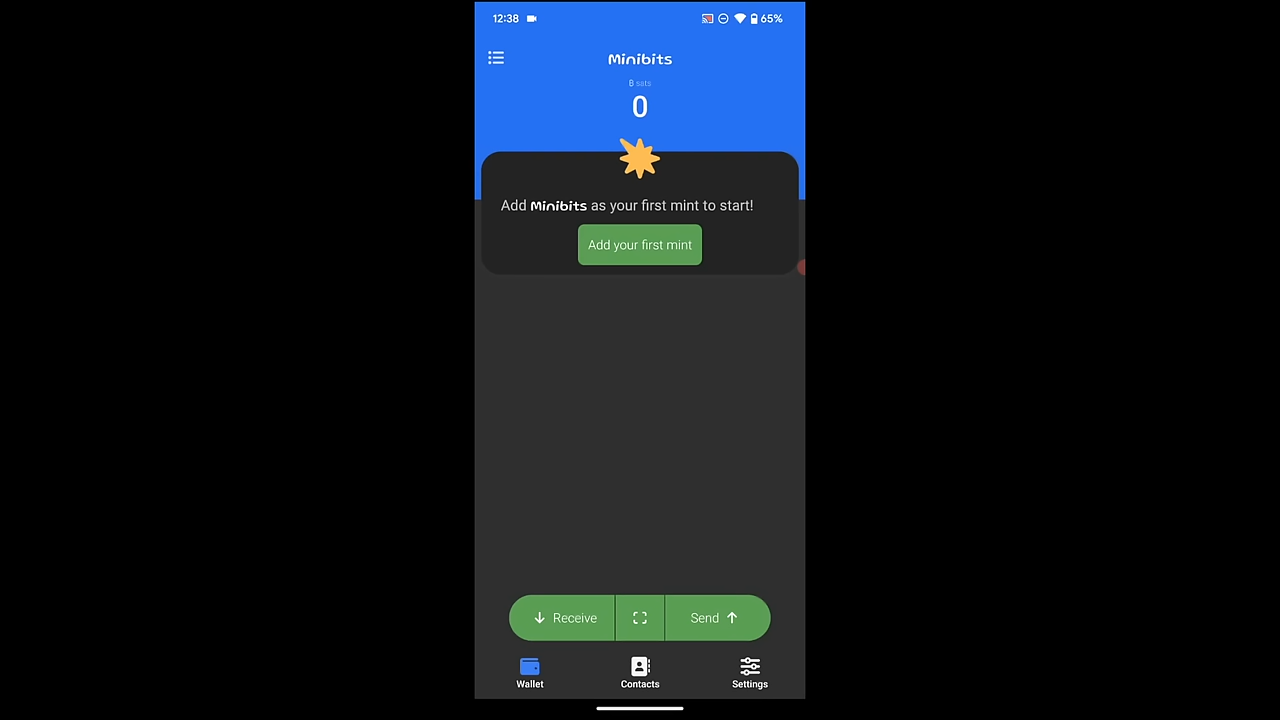 12:38
65%
Minibits
₿ sats
0
Add Minibits as your first mint to start!
Add your first mint
Receive
Send
Wallet
Contacts
Settings